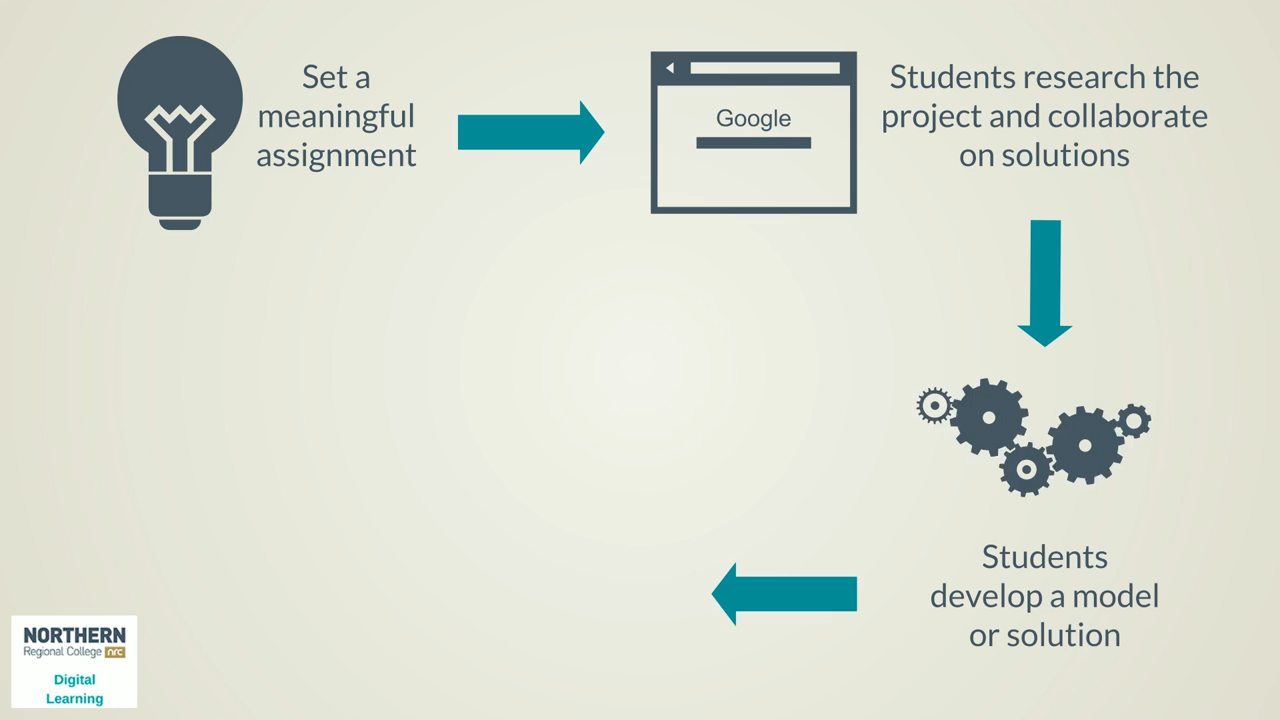 Set a
meaningful
assignment
Google
Students research the
project and collaborate
on solutions
Students
develop a model
or solution
NORTHERN
Regional College nrc
Digital
Learning